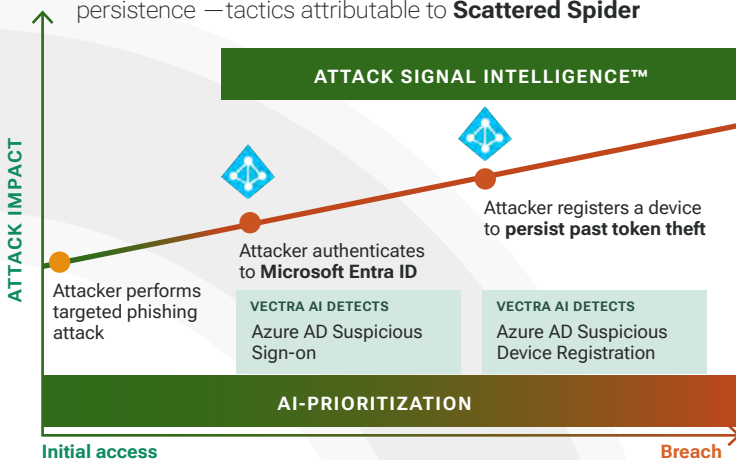 persistence —tactics attributable to Scattered Spider
ATTACK SIGNAL INTELLIGENCE™
ATTACK IMPACT
Attacker registers a device
to persist past token theft
Attacker authenticates
to Microsoft Entra ID
Attacker performs
targeted phishing
attack
VECTRA AI DETECTS
Azure AD Suspicious
Sign-on
VECTRA AI DETECTS
Azure AD Suspicious
Device Registration
AI-PRIORITIZATION
Initial access
Breach